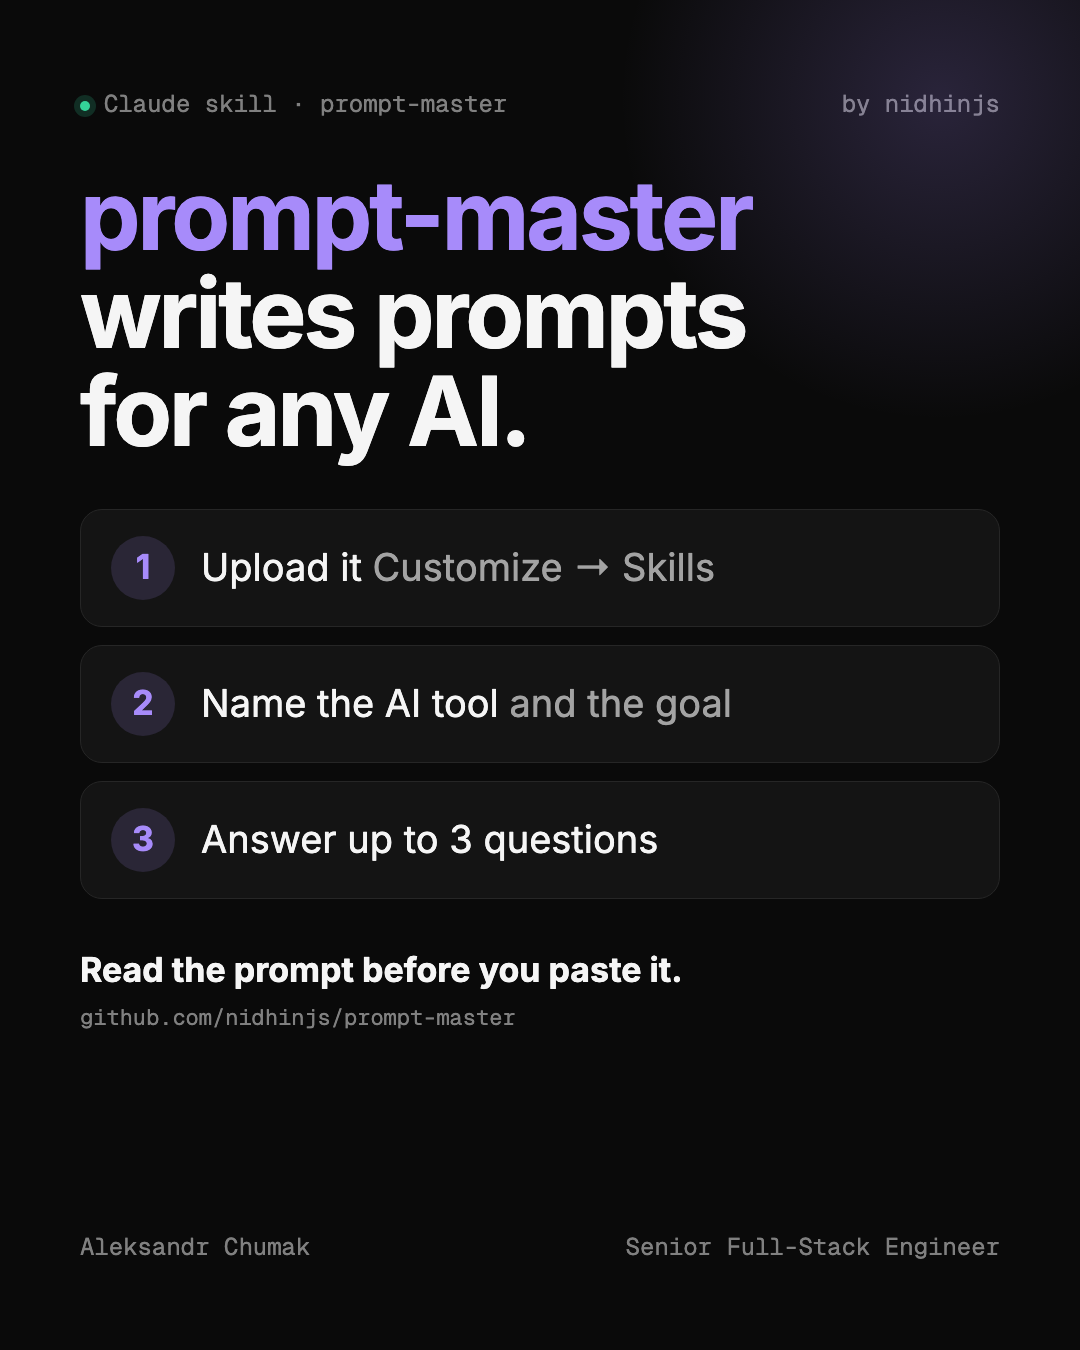 Claude skill · prompt-master
by nidhinjs
prompt-master
writes prompts
for any AI.
1 Upload it Customize → Skills
2 Name the AI tool and the goal
3 Answer up to 3 questions
Read the prompt before you paste it.
github.com/nidhinjs/prompt-master
Aleksandr Chumak
Senior Full-Stack Engineer